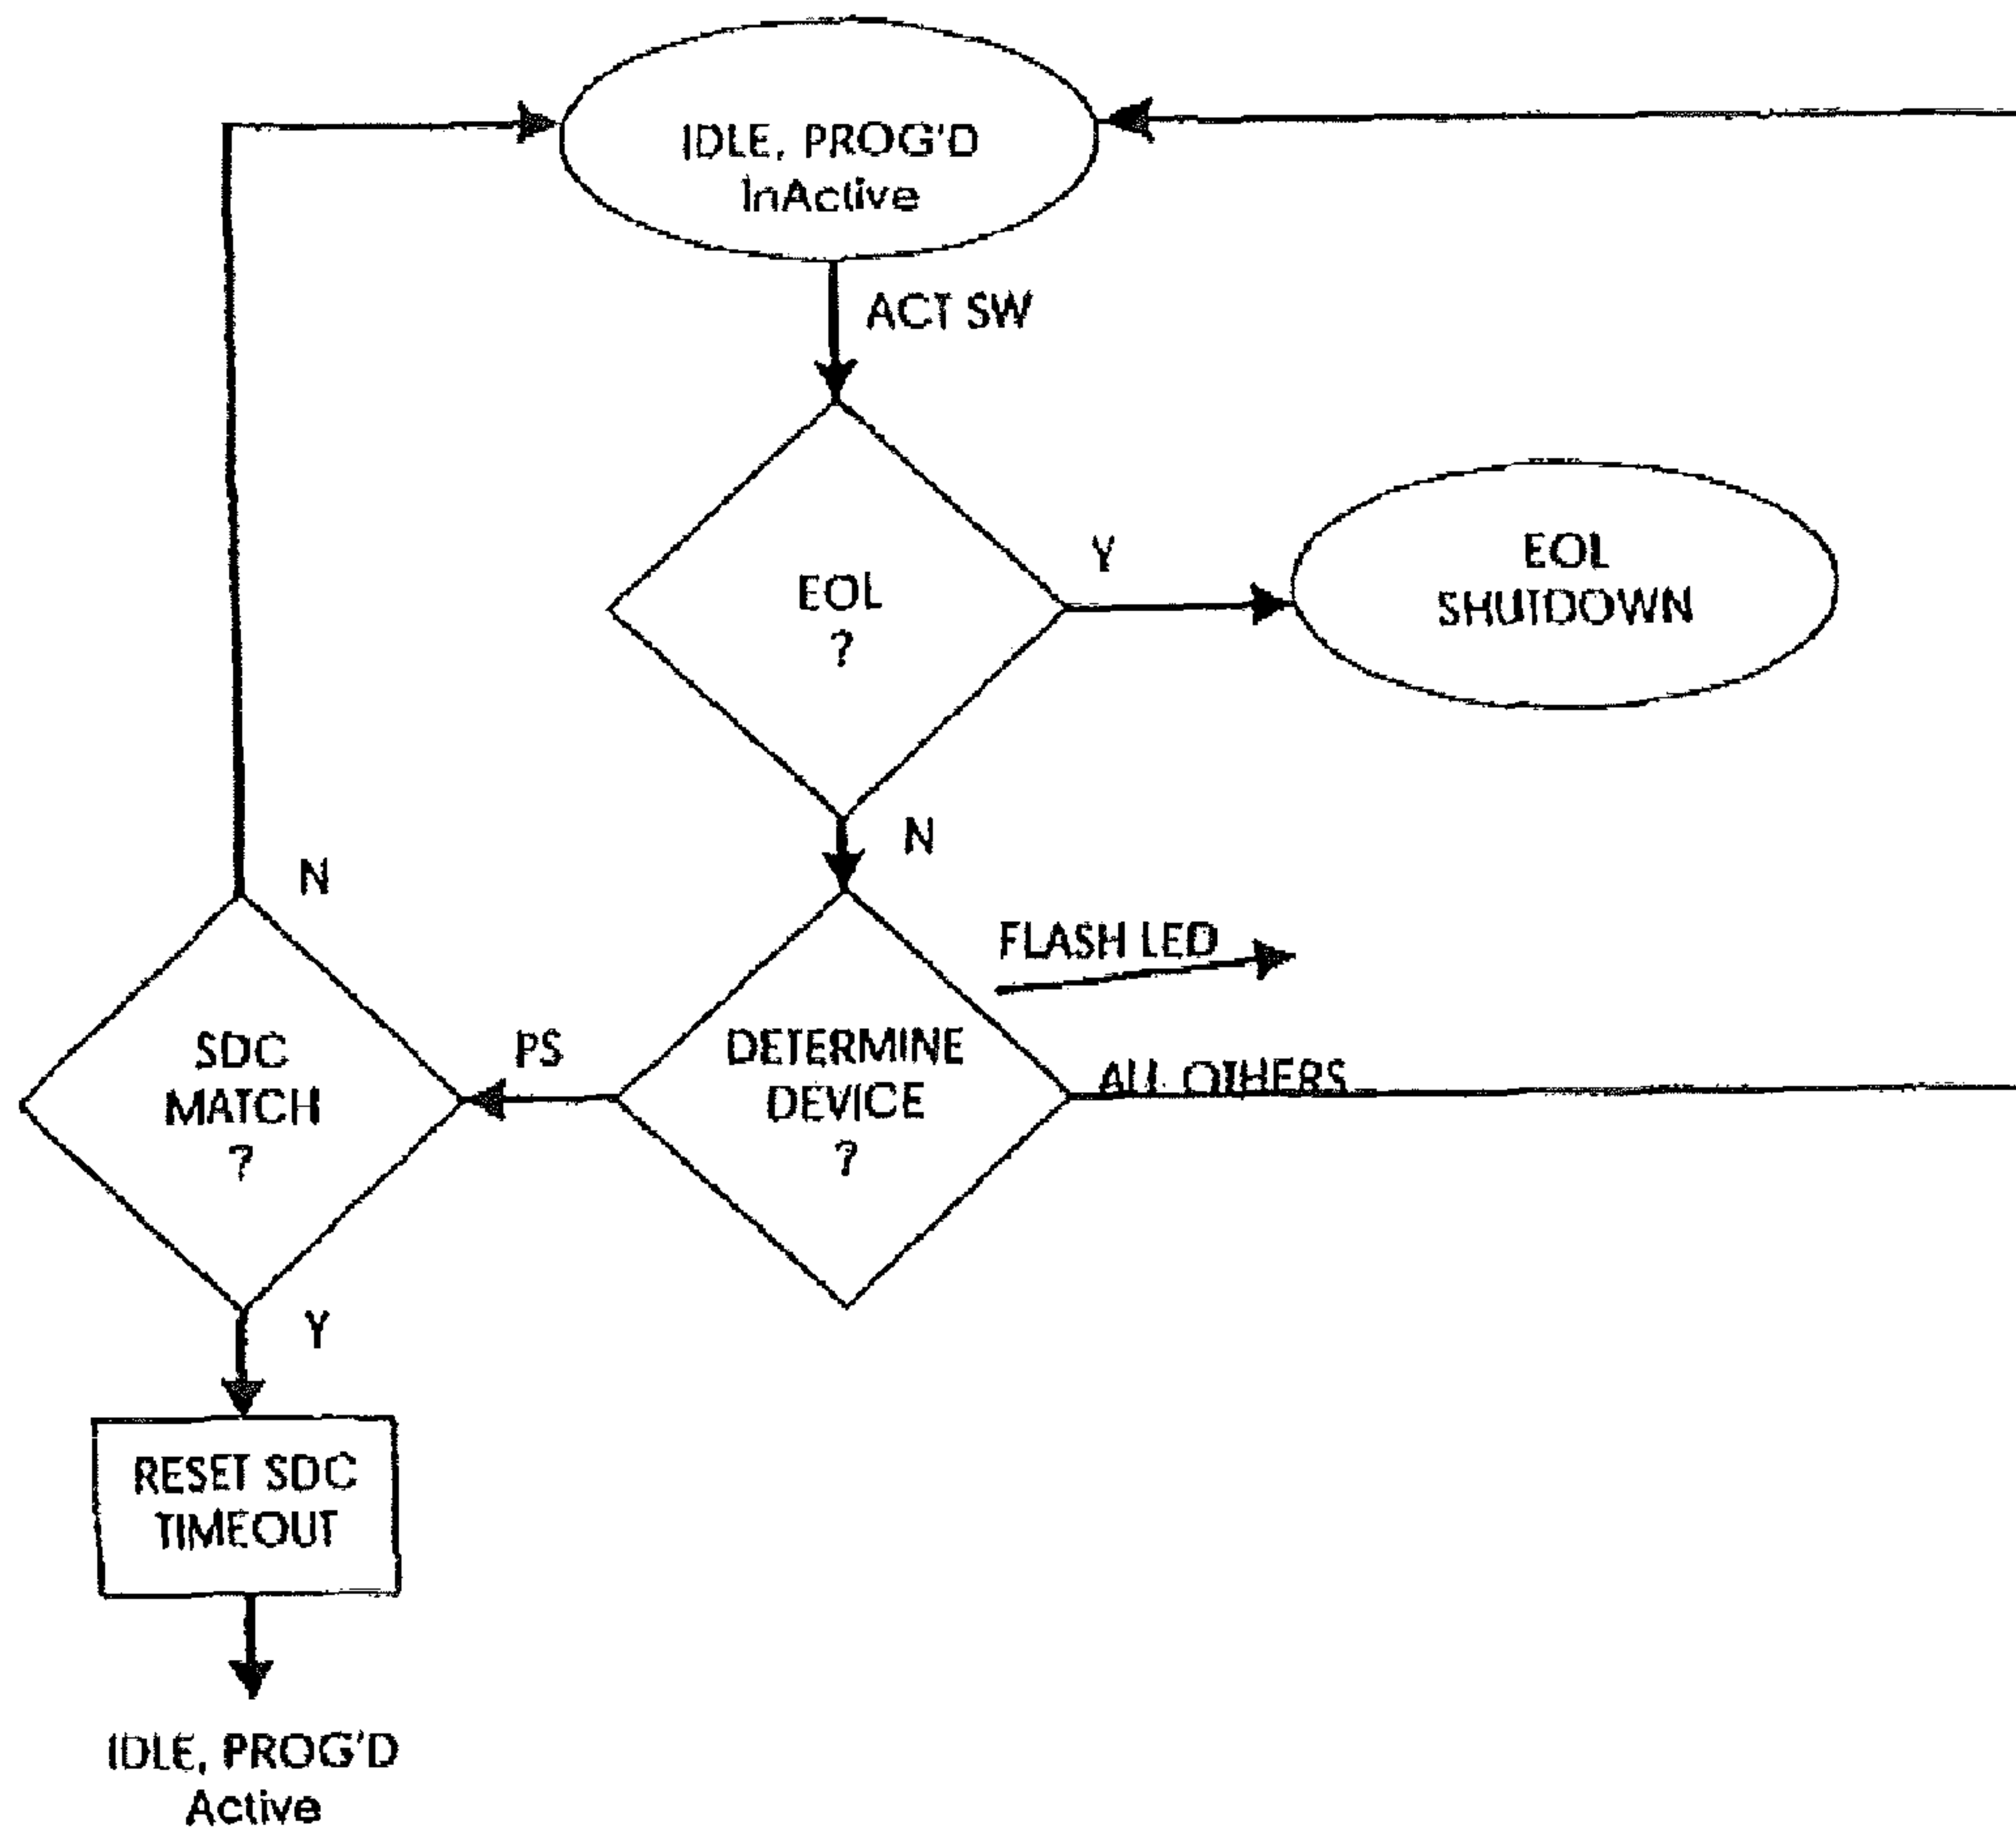 IDLE, PROG'D
InActive
ACT SW
EOL
?
Y
EOL
SHUTDOWN
N
N
FLASH LED
SDC
MATCH
?
PS
DETERMINE
DEVICE
?
ALL OTHERS
Y
RESET SDC
TIMEOUT
IDLE, PROG'D
Active